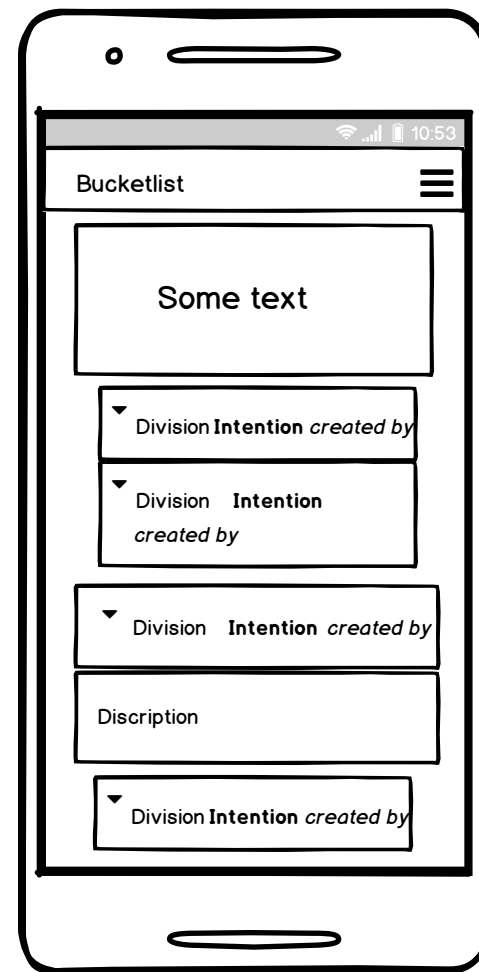 10:53
Bucketlist
Some text
Division Intention created by
Division Intention
created by
Division Intention created by
Discription
Division Intention created by